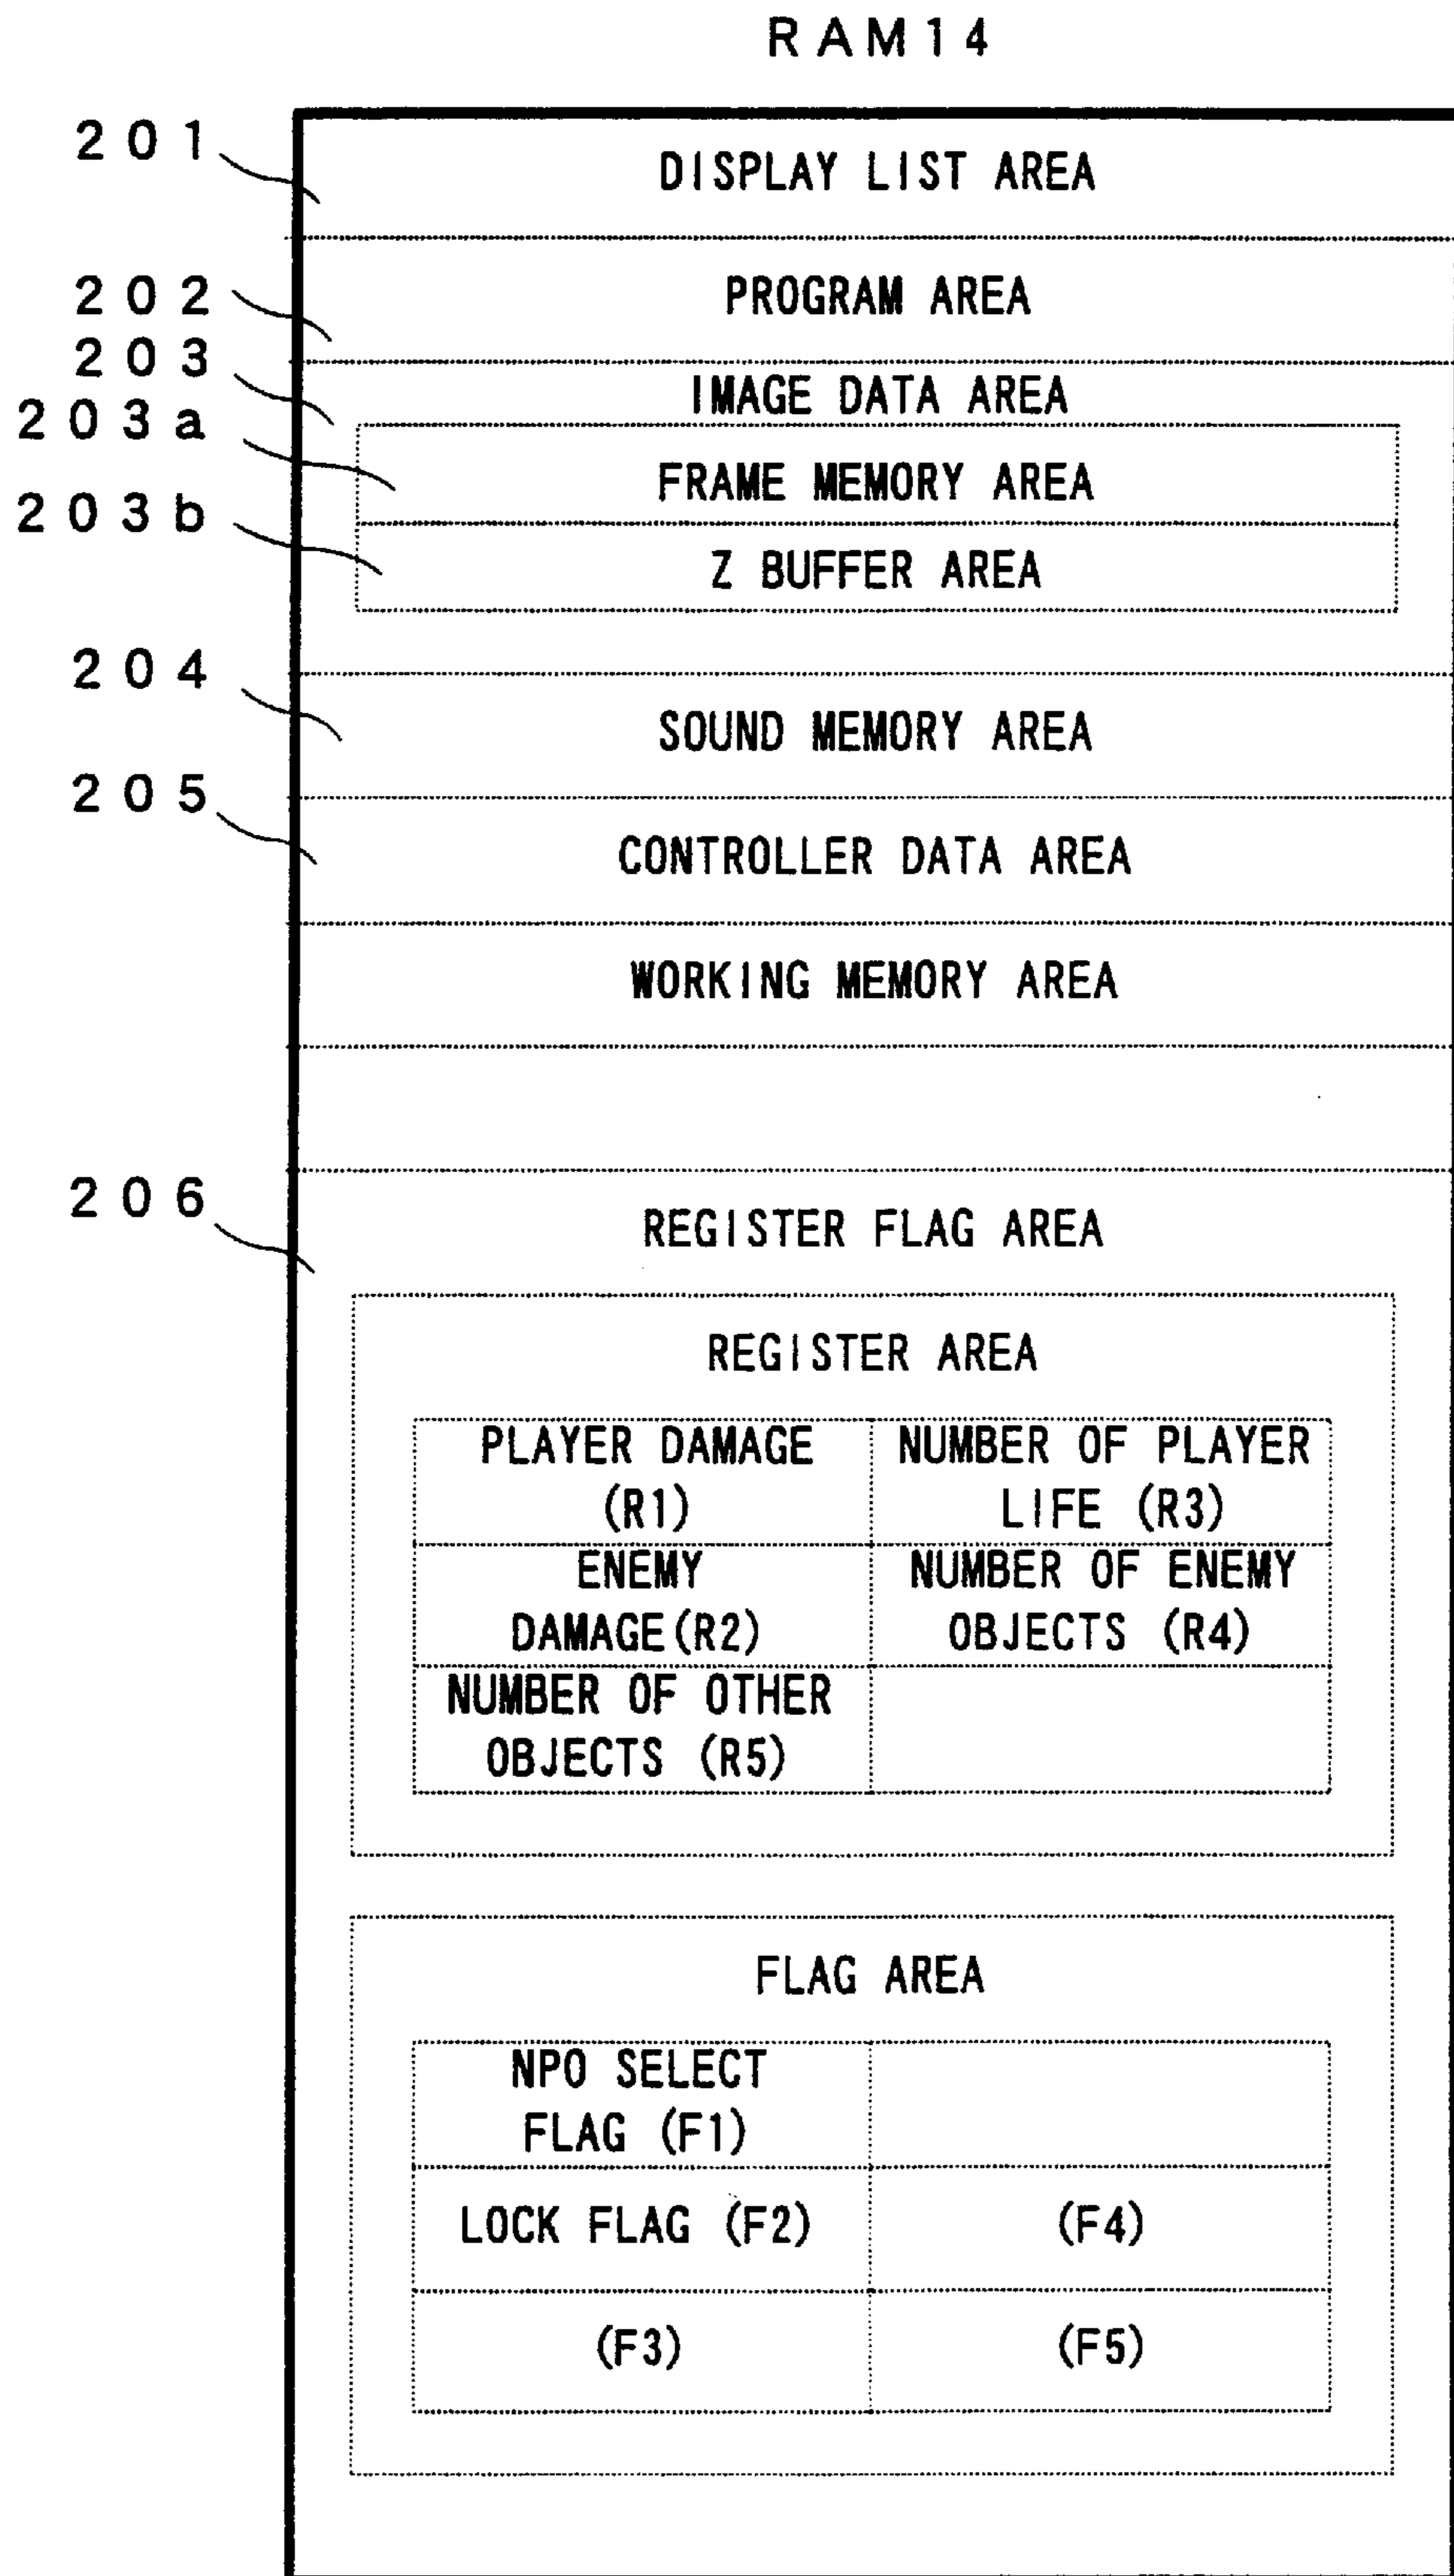 RAM14
201
DISPLAY LIST AREA
202
PROGRAM AREA
203
IMAGE DATA AREA
203a
FRAME MEMORY AREA
203b
Z BUFFER AREA
204
SOUND MEMORY AREA
205
CONTROLLER DATA AREA
WORKING MEMORY AREA
206
REGISTER FLAG AREA
REGISTER AREA
PLAYER DAMAGE
(R1)
NUMBER OF PLAYER
LIFE (R3)
ENEMY
DAMAGE(R2)
NUMBER OF ENEMY
OBJECTS (R4)
NUMBER OF OTHER
OBJECTS (R5)
FLAG AREA
NPO SELECT
FLAG (F1)
LOCK FLAG (F2)
(F4)
(F3)
(F5)